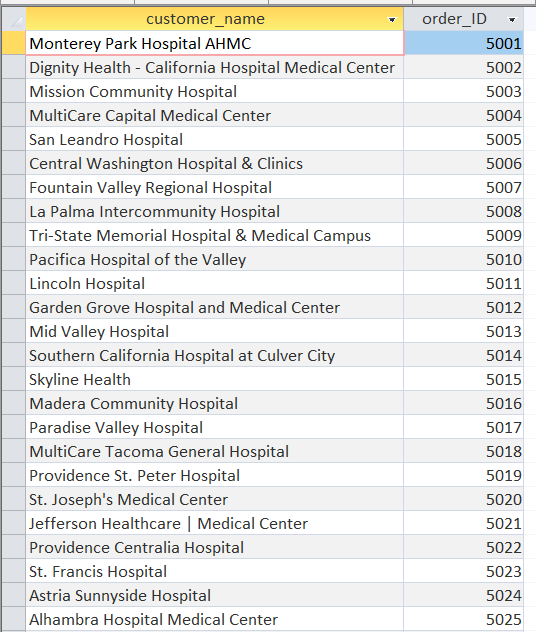 customer_name order_ID
Monterey Park Hospital AHMC 5001
Dignity Health - California Hospital Medical Center 5002
Mission Community Hospital 5003
MultiCare Capital Medical Center 5004
San Leandro Hospital 5005
Central Washington Hospital & Clinics 5006
Fountain Valley Regional Hospital 5007
La Palma Intercommunity Hospital 5008
Tri-State Memorial Hospital & Medical Campus 5009
Pacifica Hospital of the Valley 5010
Lincoln Hospital 5011
Garden Grove Hospital and Medical Center 5012
Mid Valley Hospital 5013
Southern California Hospital at Culver City 5014
Skyline Health 5015
Madera Community Hospital 5016
Paradise Valley Hospital 5017
MultiCare Tacoma General Hospital 5018
Providence St. Peter Hospital 5019
St. Joseph's Medical Center 5020
Jefferson Healthcare | Medical Center 5021
Providence Centralia Hospital 5022
St. Francis Hospital 5023
Astria Sunnyside Hospital 5024
Alhambra Hospital Medical Center 5025